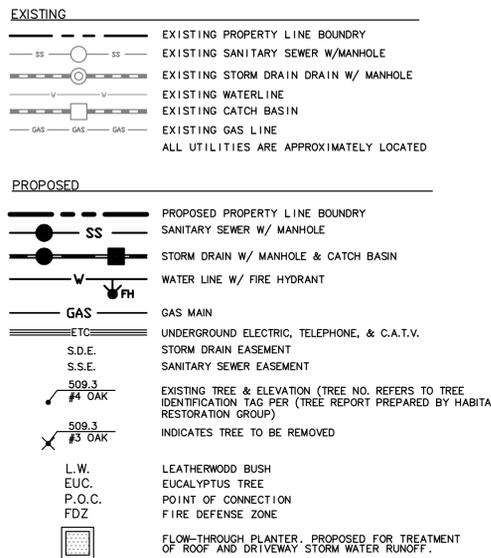 EXISTING
EXISTING PROPERTY LINE BOUNDRY
SS SS EXISTING SANITARY SEWER W/MANHOLE
EXISTING STORM DRAIN DRAIN W/ MANHOLE
W W EXISTING WATERLINE
EXISTING CATCH BASIN
GAS GAS GAS EXISTING GAS LINE
ALL UTILITIES ARE APPROXIMATELY LOCATED
PROPOSED
PROPOSED PROPERTY LINE BOUNDRY
SS SANITARY SEWER W/ MANHOLE
STORM DRAIN W/ MANHOLE & CATCH BASIN
W WATER LINE W/ FIRE HYDRANT
FH
GAS GAS MAIN
ETC UNDERGROUND ELECTRIC, TELEPHONE, & C.A.T.V.
S.D.E. STORM DRAIN EASEMENT
S.S.E. SANITARY SEWER EASEMENT
509.3 EXISTING TREE & ELEVATION (TREE NO. REFERS TO TREE
#4 OAK IDENTIFICATION TAG PER (TREE REPORT PREPARED BY HABITA
RESTORATION GROUP)
509.3 INDICATES TREE TO BE REMOVED
#3 OAK
L.W. LEATHERWODD BUSH
EUC. EUCALYPTUS TREE
P.O.C. POINT OF CONNECTION
FDZ FIRE DEFENSE ZONE
FLOW-THROUGH PLANTER. PROPOSED FOR TREATMENT
OF ROOF AND DRIVEWAY STORM WATER RUNOFF.